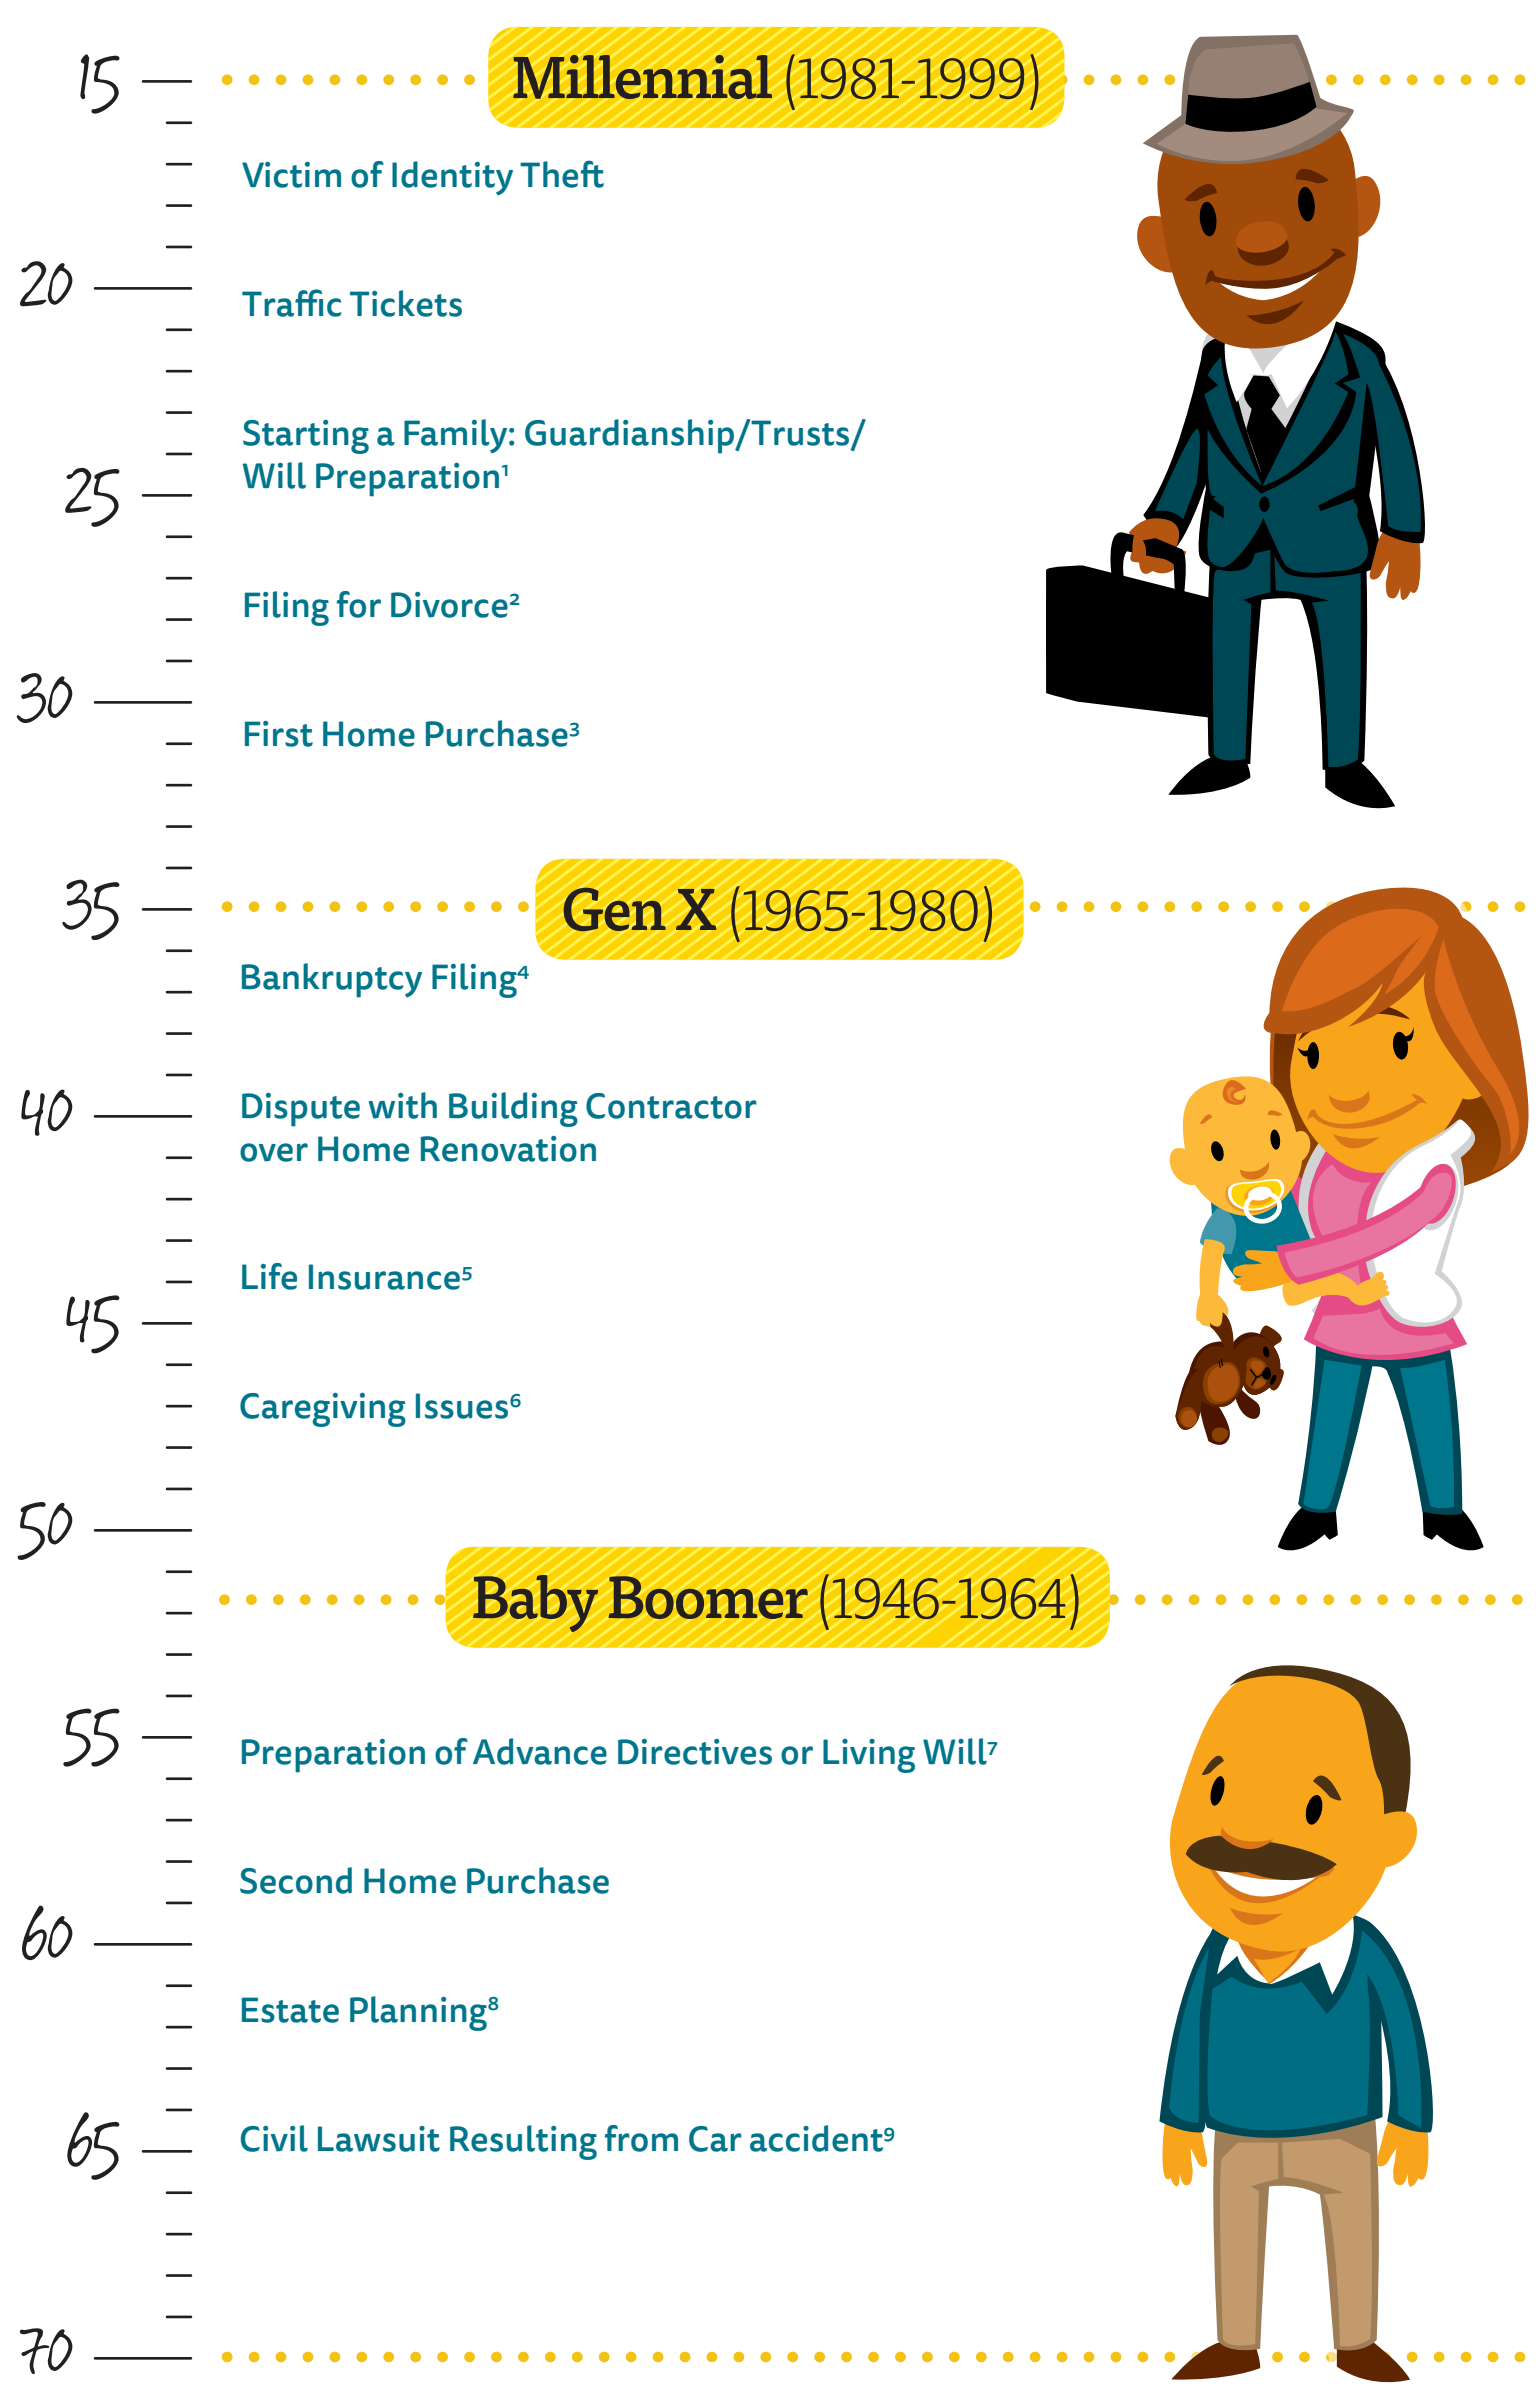 15
Millennial (1981-1999)
Victim of Identity Theft
20
Traffic Tickets
Starting a Family: Guardianship/Trusts/
Will Preparation¹
25
Filing for Divorce²
30
First Home Purchase³
35
Gen X (1965-1980)
Bankruptcy Filing⁴
40
Dispute with Building Contractor
over Home Renovation
Life Insurance⁵
45
Caregiving Issues⁶
50
Baby Boomer (1946-1964)
55
Preparation of Advance Directives or Living Will⁷
Second Home Purchase
60
Estate Planning⁸
65
Civil Lawsuit Resulting from Car accident⁹
70